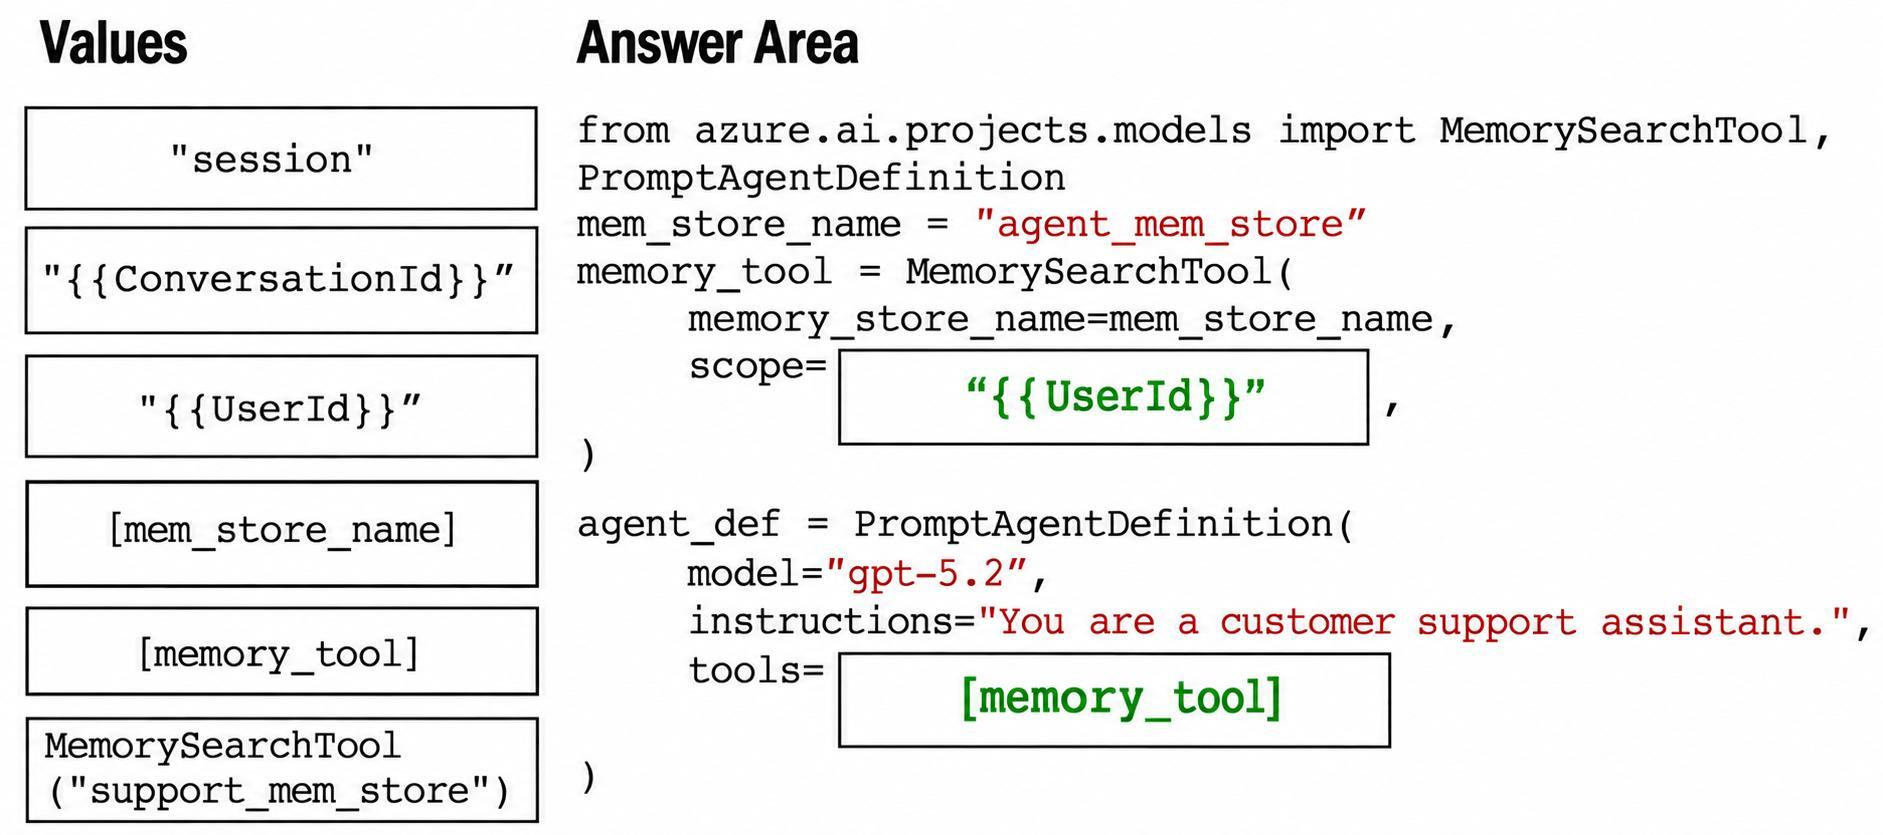 Values
"session"
"{{ConversationId}}”
"{{UserId}}”
[mem_store_name]
[memory_tool]
MemorySearchTool
("support_mem_store")
Answer Area
from azure.ai.projects.models import MemorySearchTool,
PromptAgentDefinition
mem_store_name = "agent_mem_store”
memory_tool = MemorySearchTool(
memory_store_name=mem_store_name,
scope= “{{UserId}}” ,
)
agent_def = PromptAgentDefinition(
model="gpt-5.2”,
instructions="You are a customer support assistant.",
tools= [memory_tool]
)